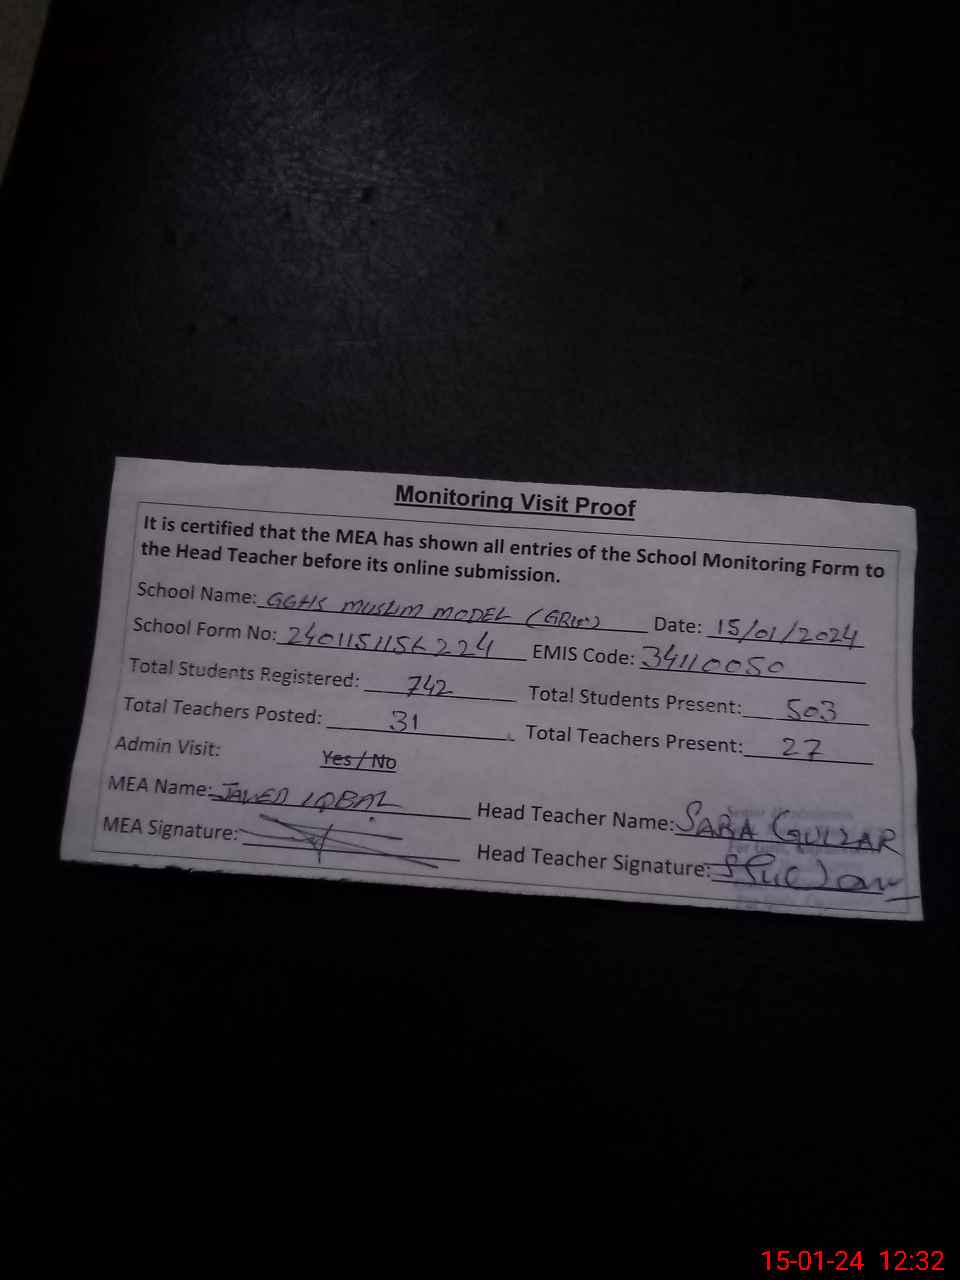 Monitoring Visit Proof
It is certified that the MEA has shown all entries of the School Monitoring Form to
the Head Teacher before its online submission.
School Name: GGHS MUSLIM MODEL Date: 15/01/2024
School Form No: EMIS Code: 34110050
Total Students Registered: 742 Total Students Present: 503
Total Teachers Posted: 31 Total Teachers Present: 27
Admin Visit: Yes / No
MEA Name: JAVED IQBAL Head Teacher Name: SARA GULZAR
MEA Signature: Head Teacher Signature:
15-01-24 12:32